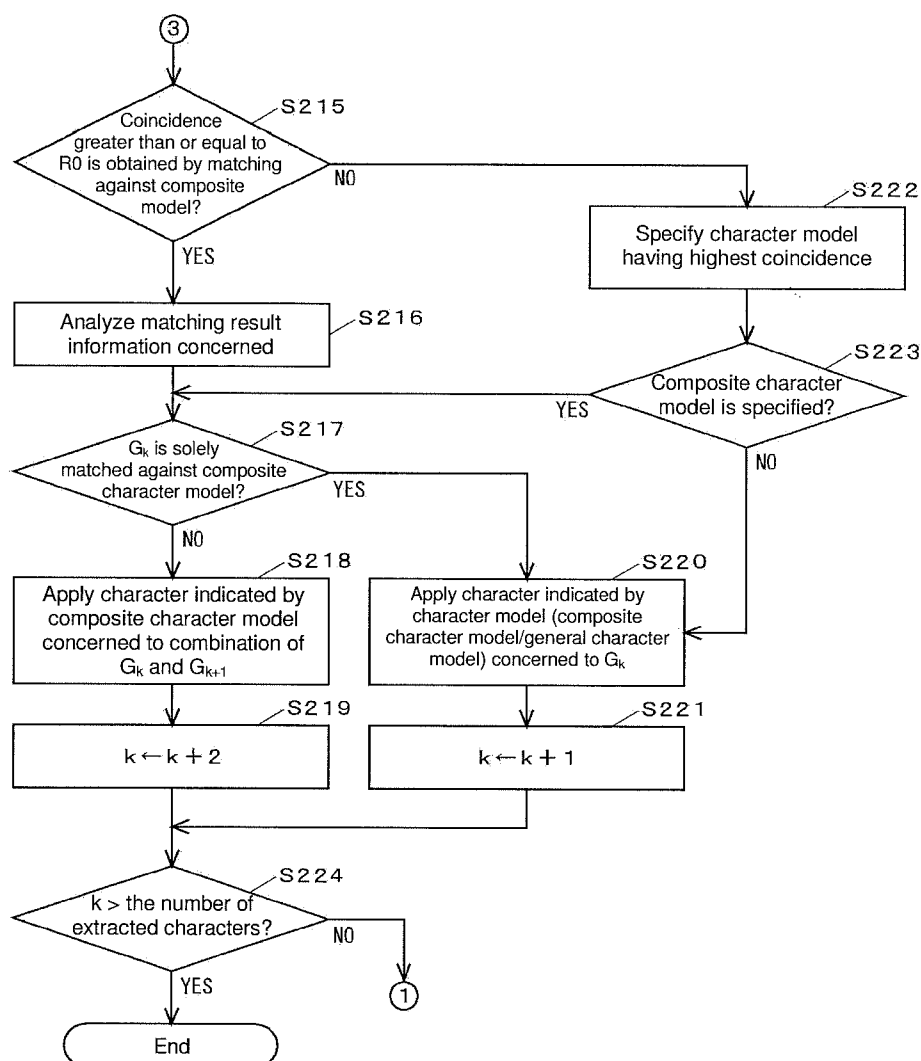 3
S215
Coincidence
greater than or equal to
R0 is obtained by matching
against composite
model?
NO
YES
S222
Specify character model
having highest coincidence
S216
Analyze matching result
information concerned
S223
Composite character
model is specified?
YES
NO
S217
Gk is solely
matched against composite
character model?
YES
NO
S218
Apply character indicated by
composite character model
concerned to combination of
Gk and Gk+1
S220
Apply character indicated by
character model (composite
character model/general character
model) concerned to Gk
S219
k ← k + 2
S221
k ← k + 1
S224
k > the number of
extracted characters?
NO
YES
1
End